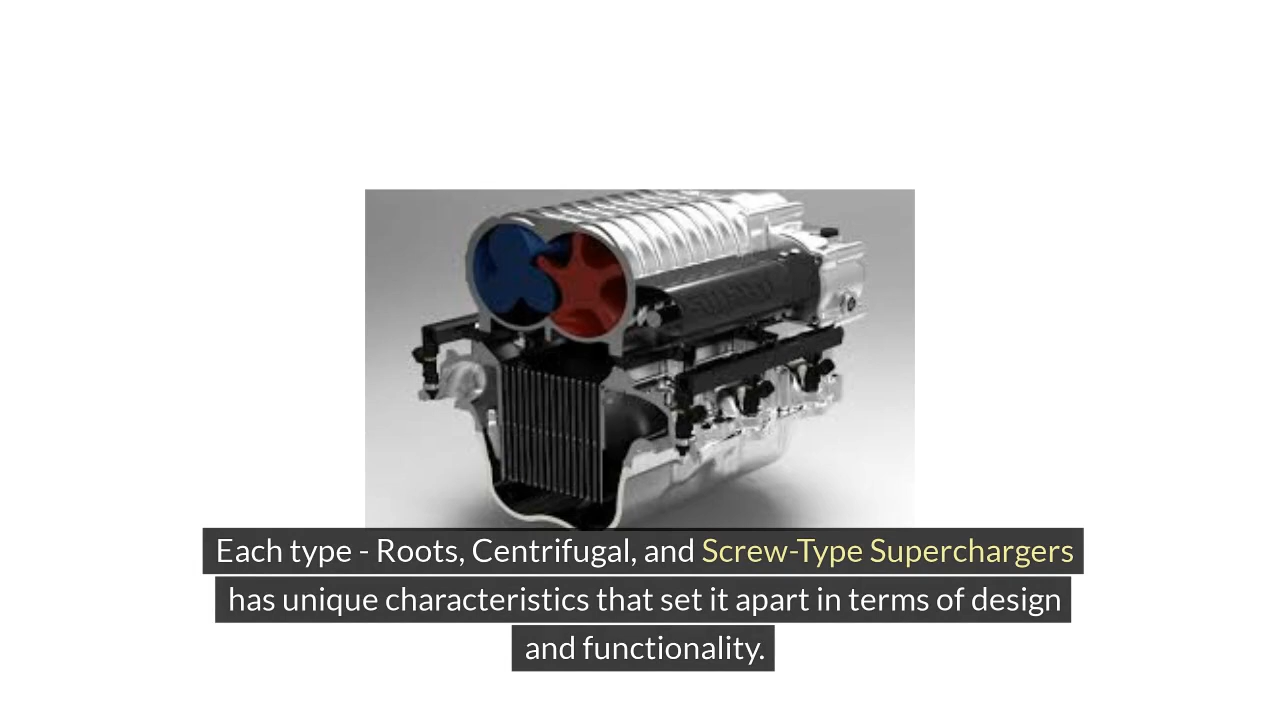 Each type - Roots, Centrifugal, and Screw-Type Superchargers
has unique characteristics that set it apart in terms of design
and functionality.